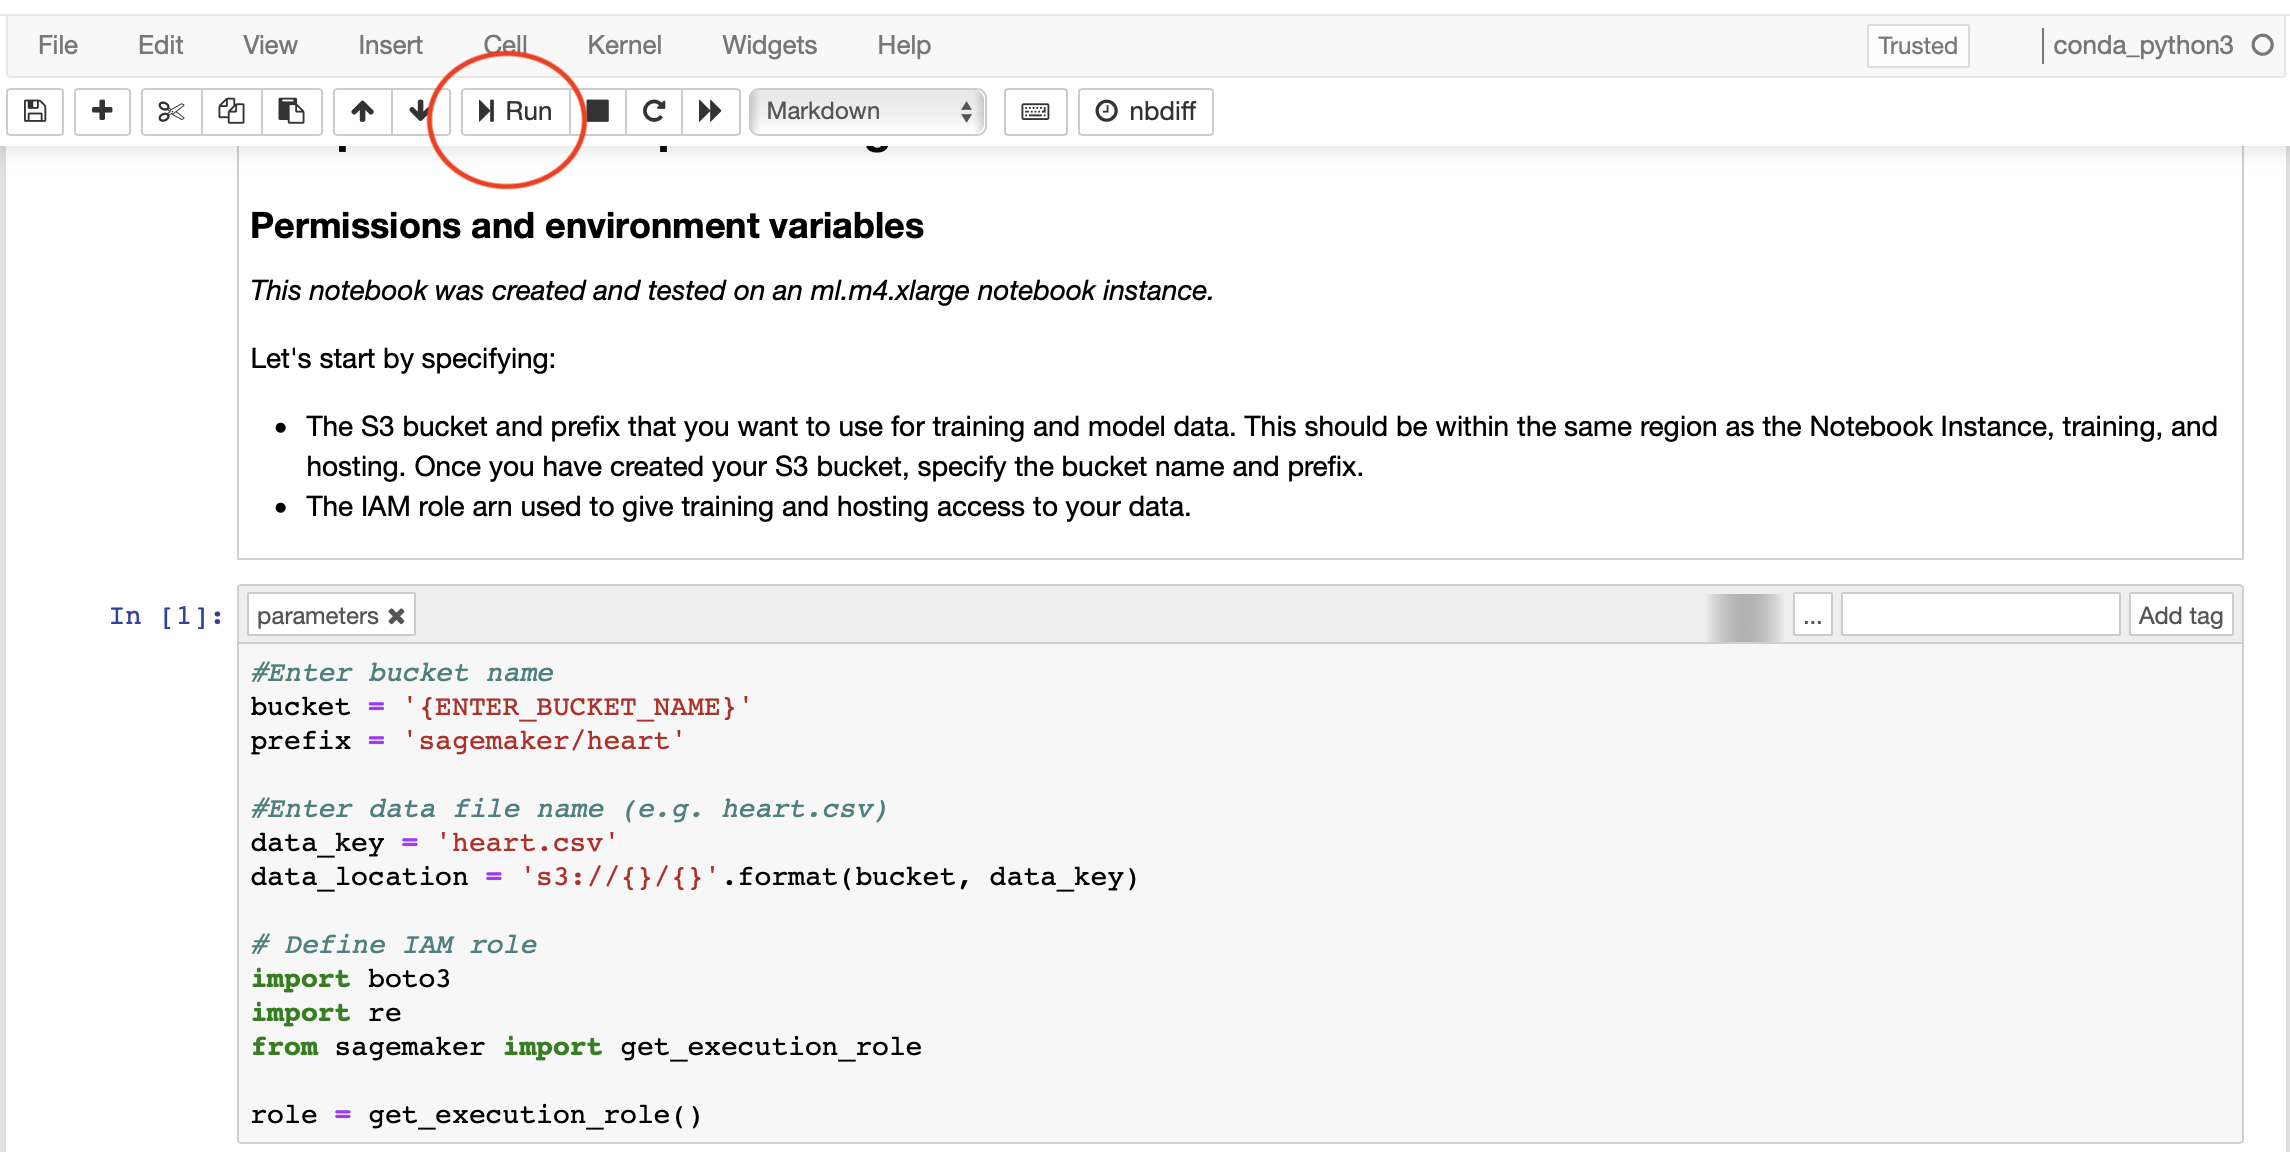 File Edit View Insert Cell Kernel Widgets Help Trusted conda_python3
Run Markdown nbdiff
Permissions and environment variables
This notebook was created and tested on an ml.m4.xlarge notebook instance.
Let's start by specifying:
The S3 bucket and prefix that you want to use for training and model data. This should be within the same region as the Notebook Instance, training, and
hosting. Once you have created your S3 bucket, specify the bucket name and prefix.
The IAM role arn used to give training and hosting access to your data.
In [1]: parameters ... Add tag
#Enter bucket name
bucket = '{ENTER_BUCKET_NAME}'
prefix = 'sagemaker/heart'
#Enter data file name (e.g. heart.csv)
data_key = 'heart.csv'
data_location = 's3://{}/{}'.format(bucket, data_key)
# Define IAM role
import boto3
import re
from sagemaker import get_execution_role
role = get_execution_role()